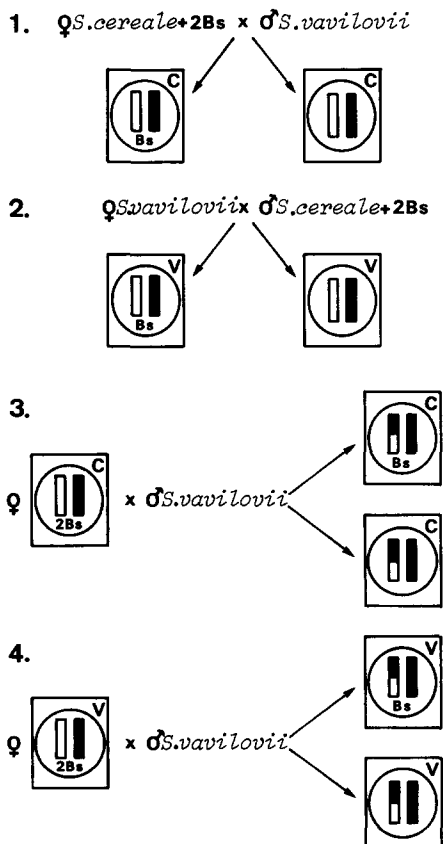 1. ♀S.cereale+2Bs x ♂S.vavilovii
C C
Bs
2. ♀S.vavilovii x ♂S.cereale+2Bs
V V
Bs
3.
C
Bs
C
♀ 2Bs x ♂S.vavilovii
C
4.
V
Bs
V
♀ 2Bs x ♂S.vavilovii
V